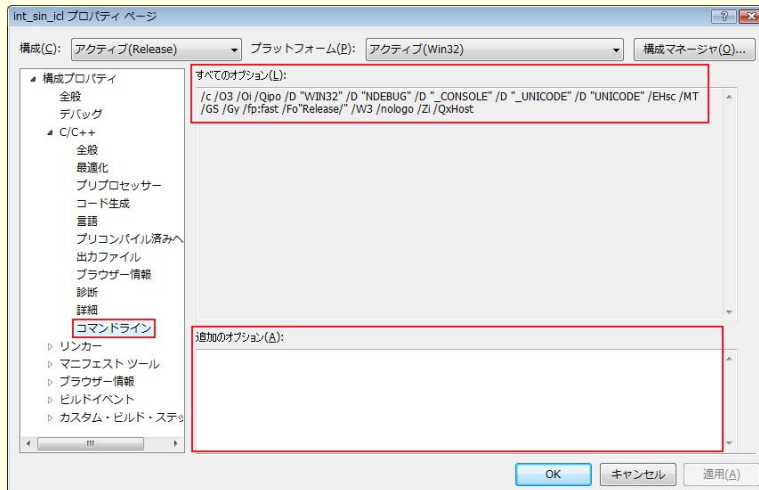 int_sin_icl プロパティ ページ
構成(C): アクティブ(Release) プラットフォーム(P): アクティブ(Win32) 構成マネージャ(O)...
構成プロパティ
全般
デバッグ
C/C++
全般
最適化
プリプロセッサー
コード生成
言語
プリコンパイル済みヘ
出力ファイル
ブラウザー情報
診断
詳細
コマンドライン
リンカー
マニフェスト ツール
ブラウザー情報
ビルドイベント
カスタム・ビルド・ステッ
すべてのオプション(L):
/c /O3 /Oi /Qipo /D "WIN32" /D "NDEBUG" /D "_CONSOLE" /D "_UNICODE" /D "UNICODE" /EHsc /MT
/GS /Gy /fp:fast /Fo"Release/" /W3 /nologo /Zi /QxHost
追加のオプション(A):
OK キャンセル 適用(A)